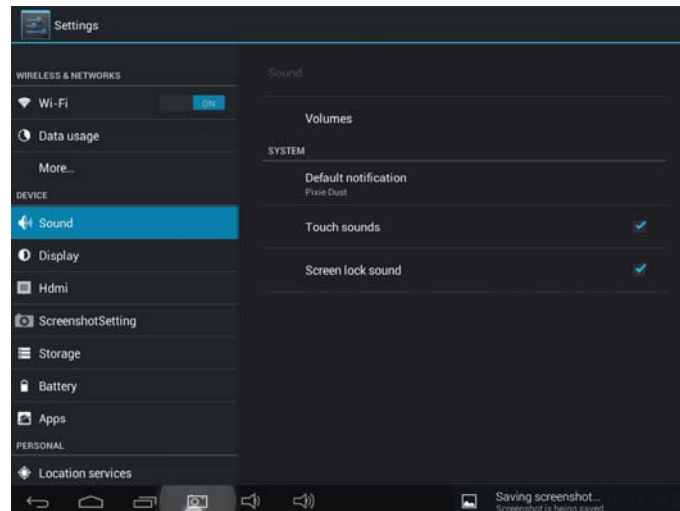 Settings
WIRELESS & NETWORKS
Wi-Fi ON
Data usage
More...
DEVICE
Sound
Display
Hdmi
ScreenshotSetting
Storage
Battery
Apps
PERSONAL
Location services
Sound
Volumes
SYSTEM
Default notification
Pixie Dust
Touch sounds
Screen lock sound
Saving screenshot...
Screenshot is being saved